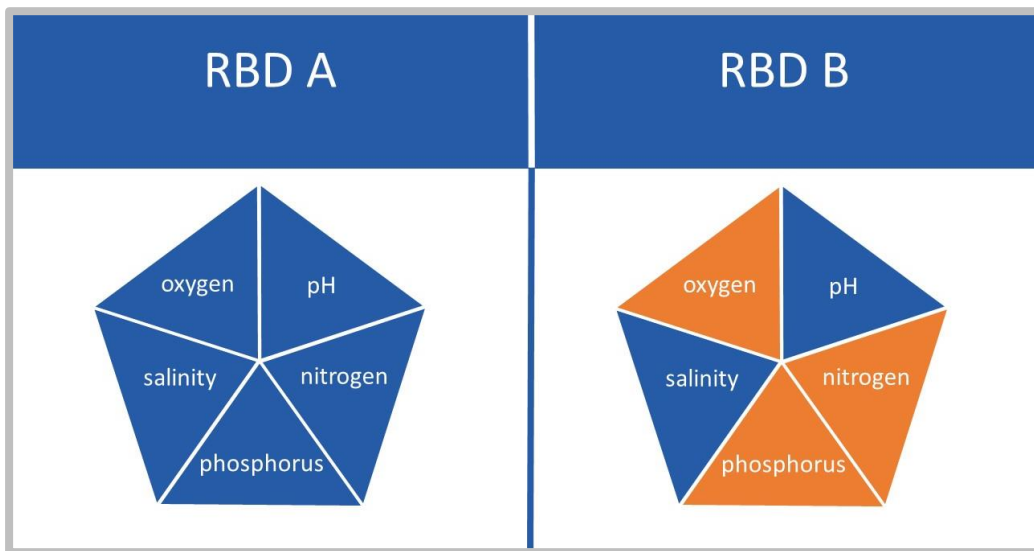 RBD A
RBD B
oxygen
pH
salinity
nitrogen
phosphorus
oxygen
pH
salinity
nitrogen
phosphorus